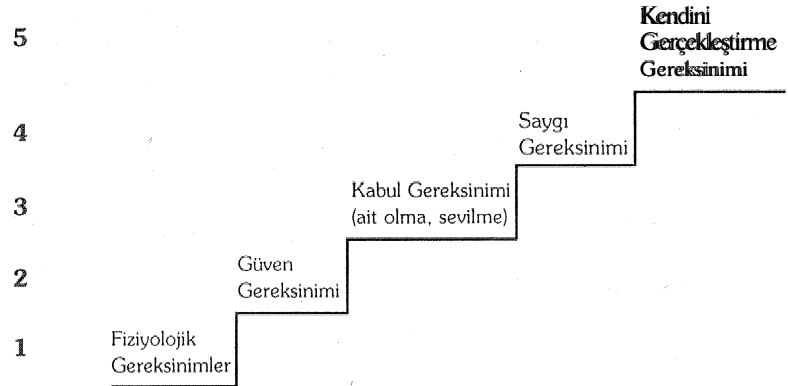 5
Kendini
Gerçekleştirme
Gereksinimi
4
Saygı
Gereksinimi
3
Kabul Gereksinimi
(ait olma, sevilme)
2
Güven
Gereksinimi
1
Fiziyolojik
Gereksinimler